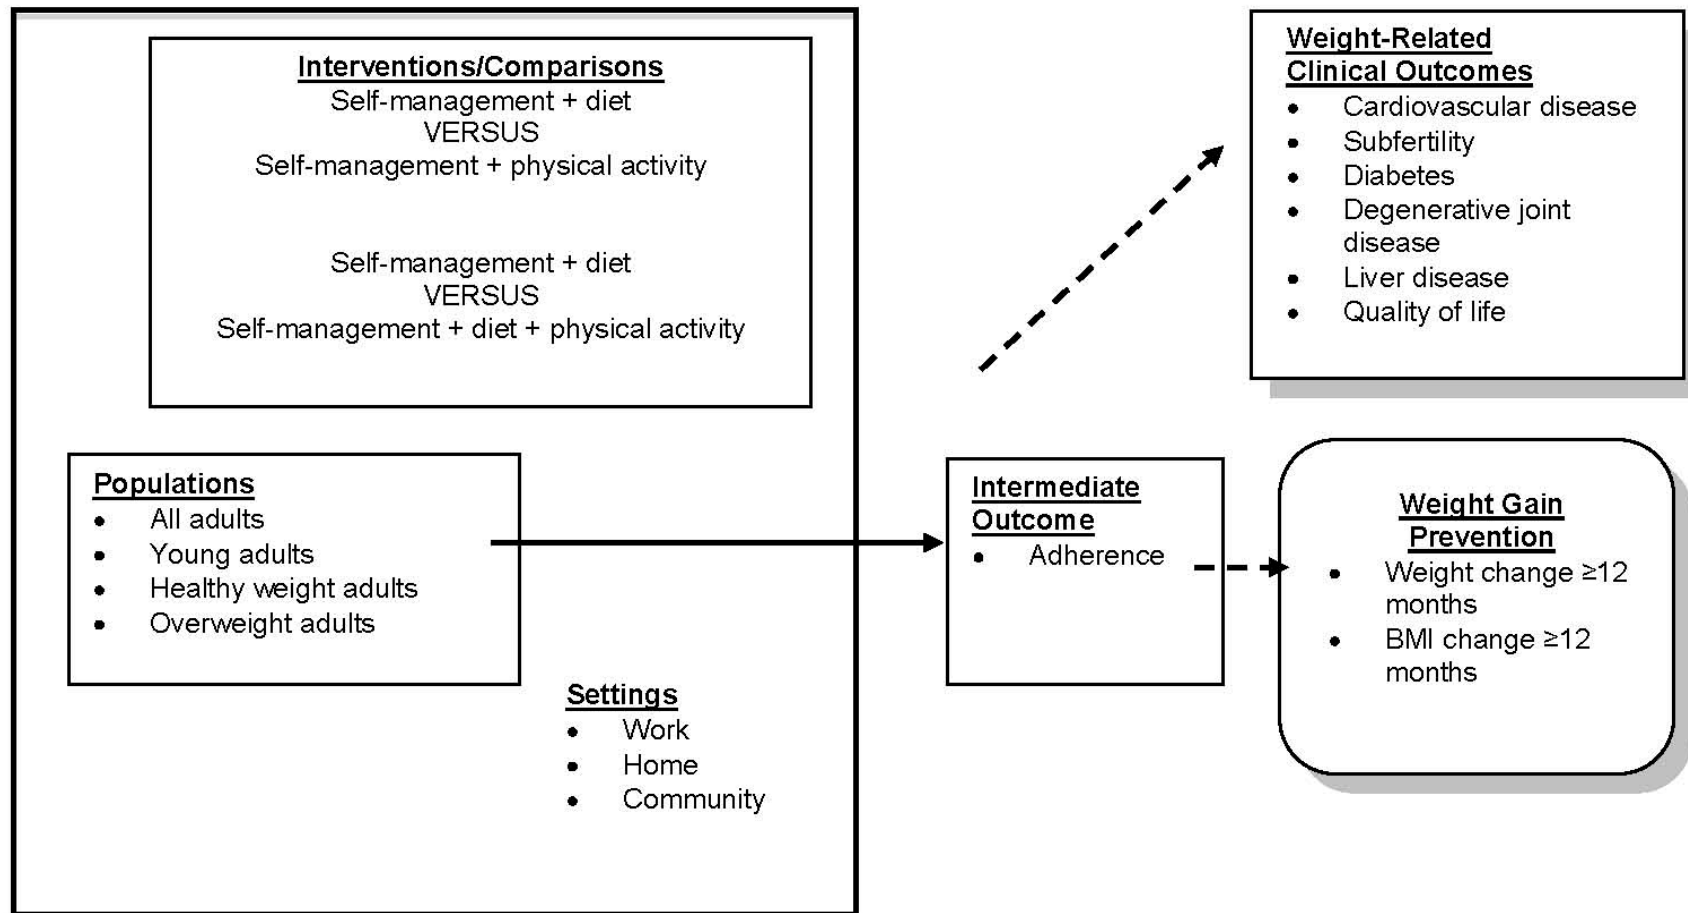 Interventions/Comparisons
Self-management + diet
VERSUS
Self-management + physical activity
Self-management + diet
VERSUS
Self-management + diet + physical activity
Populations
• All adults
• Young adults
• Healthy weight adults
• Overweight adults
Settings
• Work
• Home
• Community
Intermediate
Outcome
• Adherence
Weight-Related
Clinical Outcomes
• Cardiovascular disease
• Subfertility
• Diabetes
• Degenerative joint
disease
• Liver disease
• Quality of life
Weight Gain
Prevention
• Weight change ≥12
months
• BMI change ≥12
months